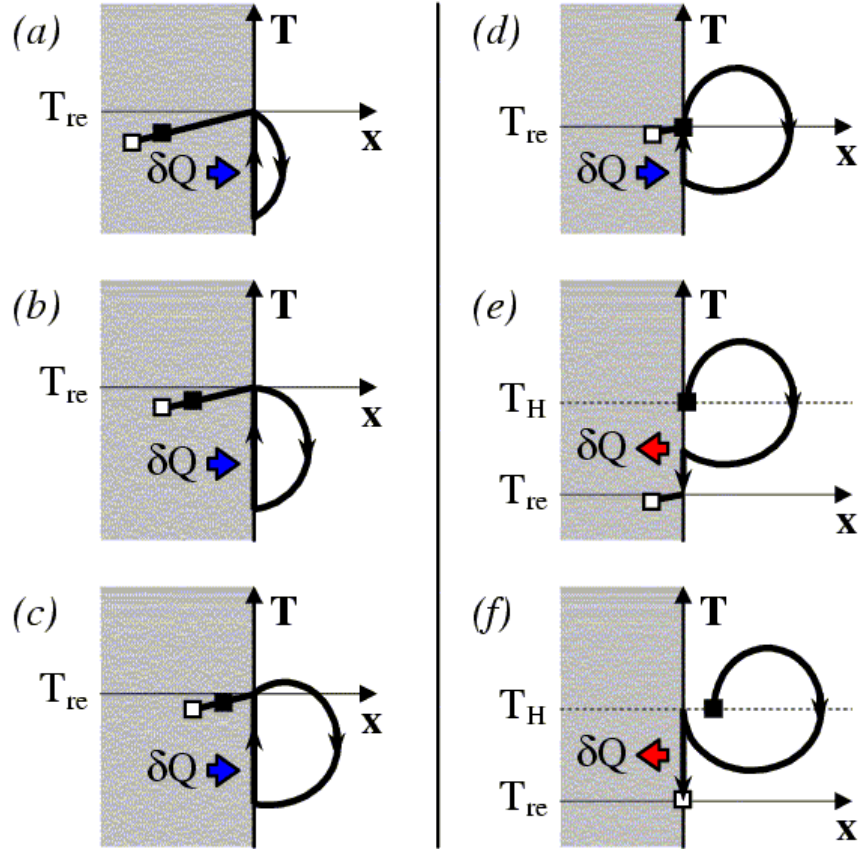 (a)
T
T_re
x
δQ
(b)
T
T_re
x
δQ
(c)
T
T_re
x
δQ
(d)
T
T_re
x
δQ
(e)
T
T_H
δQ
T_re
x
(f)
T
T_H
δQ
T_re
x